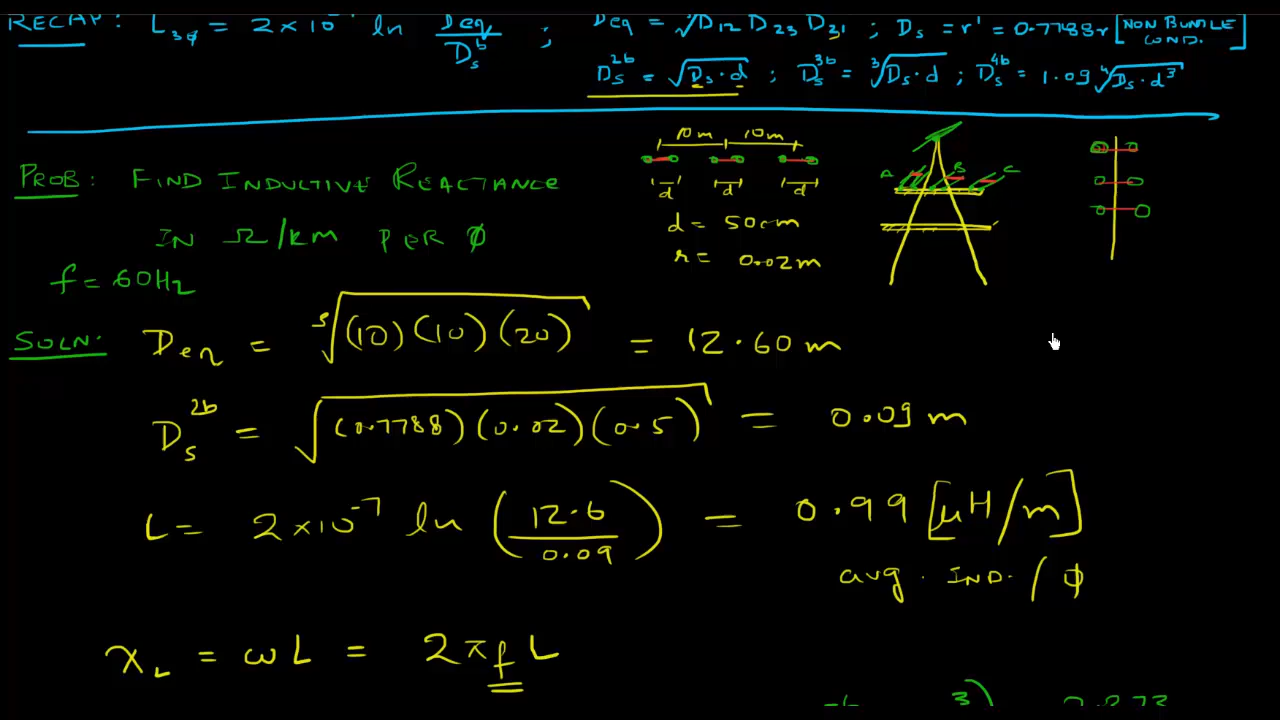 RECAP: L3φ = 2×10⁻⁷ ln Deq/Dsᵇ ; Deq = ∛D12 D23 D31 ; Ds = r' = 0.7788r [NON BUNDLE COND.]
Ds²ᵇ = √Ds·d ; Ds³ᵇ = ∛Ds·d ; Ds⁴ᵇ = 1.09 ∜Ds·d³
10m 10m
PROB: FIND INDUCTIVE REACTANCE
IN Ω/km PER φ
f = 60Hz
d d d
d = 50cm
r = 0.02m
A B C
SOLN: Deq = ∛(10)(10)(20) = 12.60 m
Ds²ᵇ = √(0.7788)(0.02)(0.5) = 0.09 m
L = 2×10⁻⁷ ln (12.6/0.09) = 0.99 [μH/m]
avg. IND. / φ
XL = ωL = 2πfL